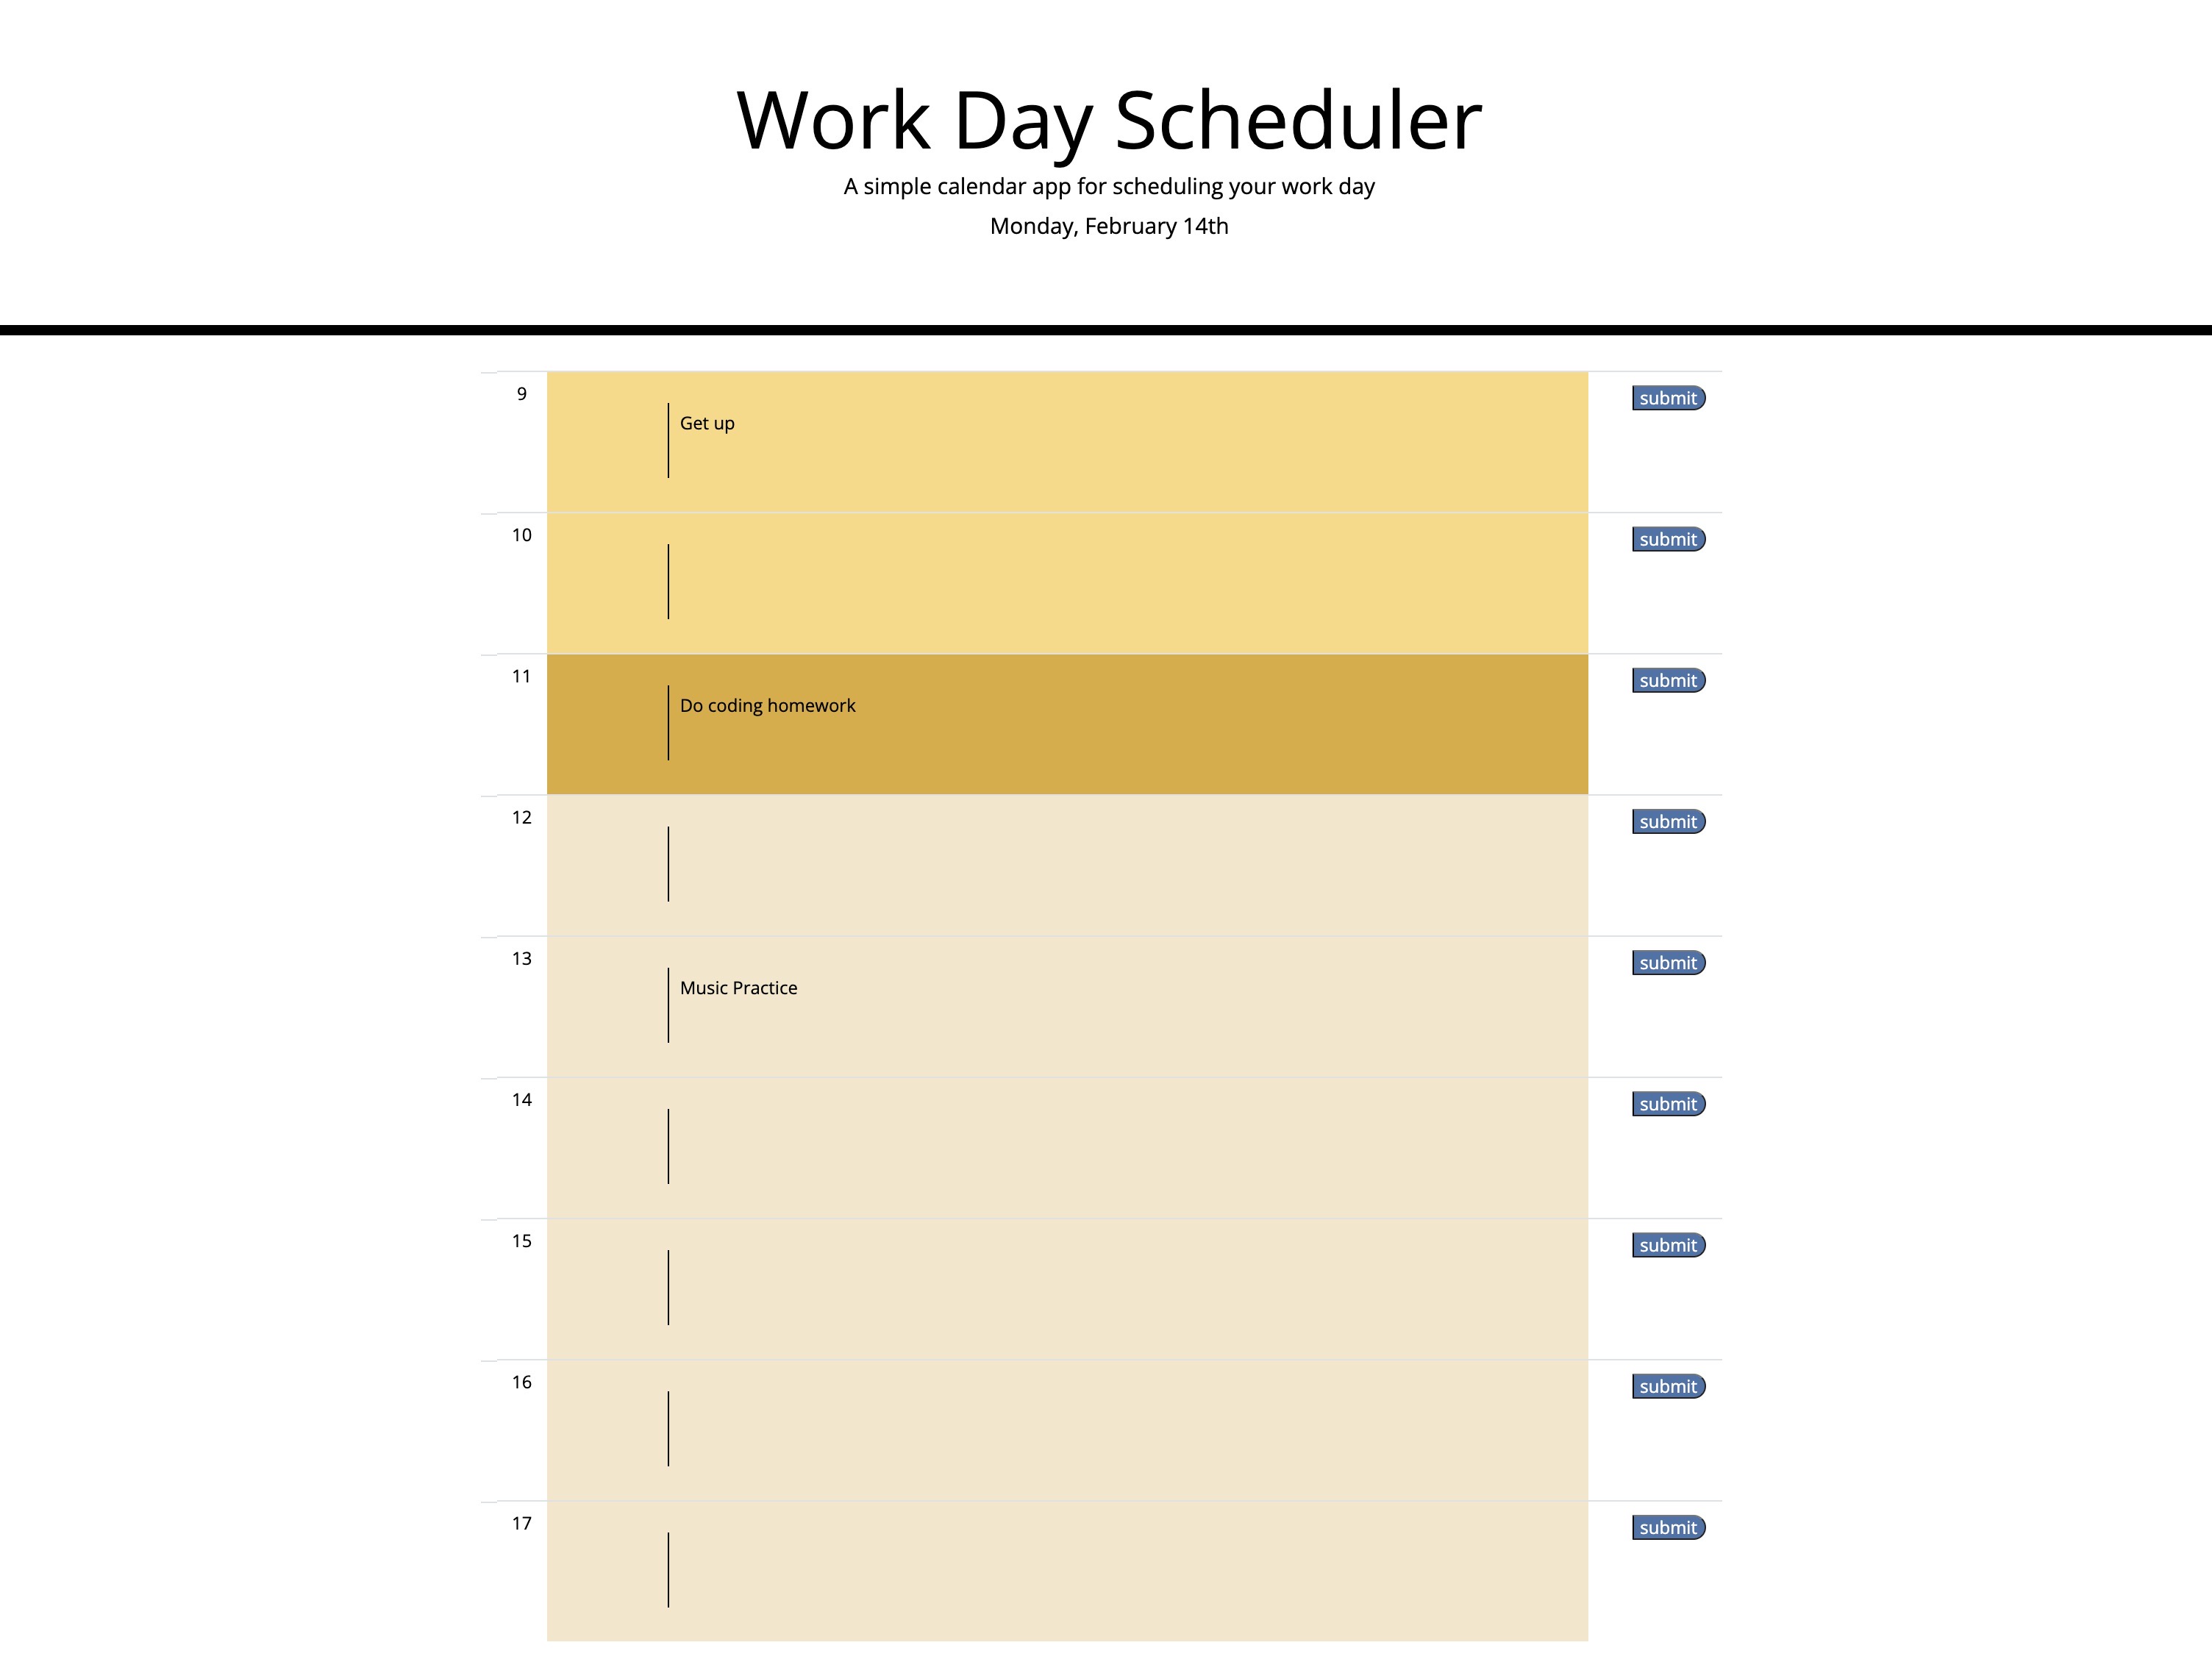 Work Day Scheduler
A simple calendar app for scheduling your work day
Monday, February 14th
9 Get up submit
10 submit
11 Do coding homework submit
12 submit
13 Music Practice submit
14 submit
15 submit
16 submit
17 submit